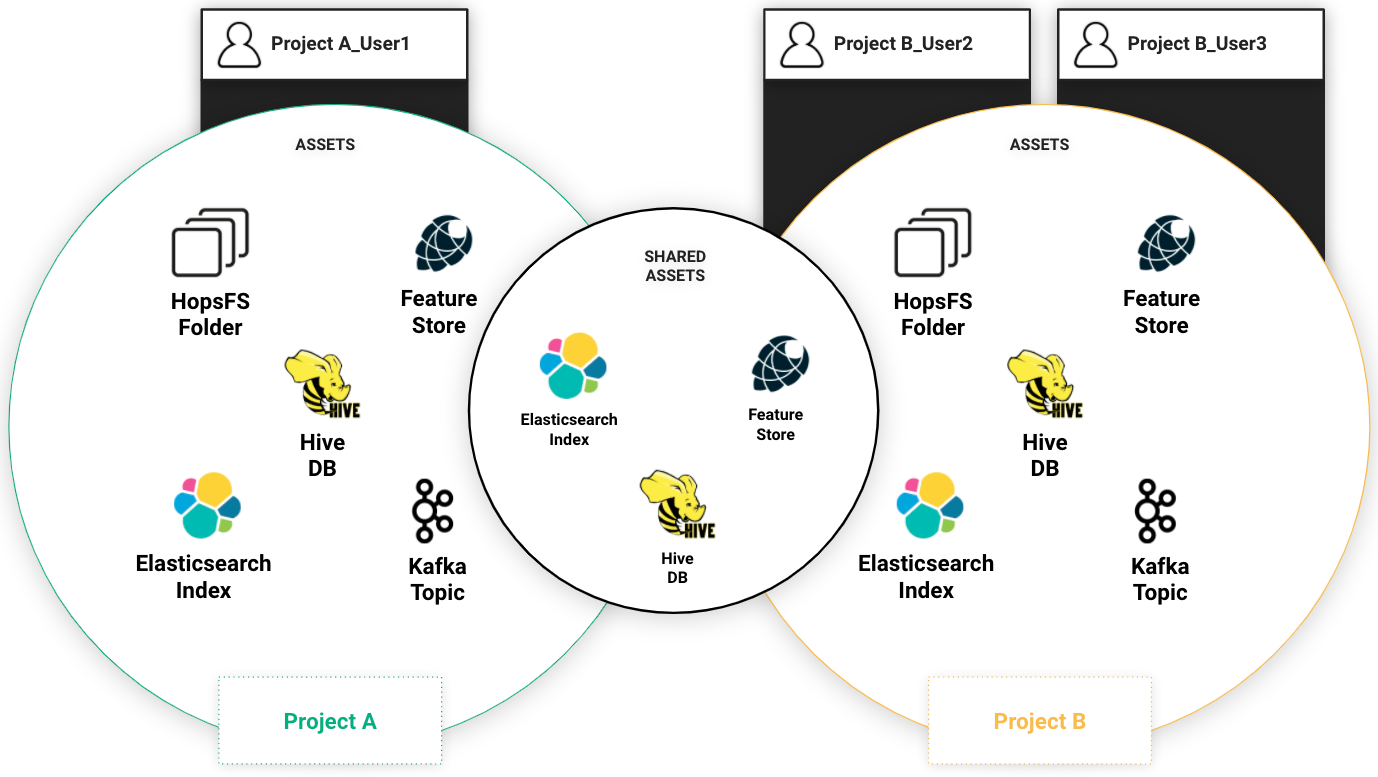 Project A_User1
Project B_User2
Project B_User3
ASSETS
HopsFS
Folder
Feature
Store
HIVE
Hive
DB
Elasticsearch
Index
Kafka
Topic
Project A
SHARED
ASSETS
Elasticsearch
Index
Feature
Store
HIVE
Hive
DB
ASSETS
HopsFS
Folder
Feature
Store
HIVE
Hive
DB
Elasticsearch
Index
Kafka
Topic
Project B